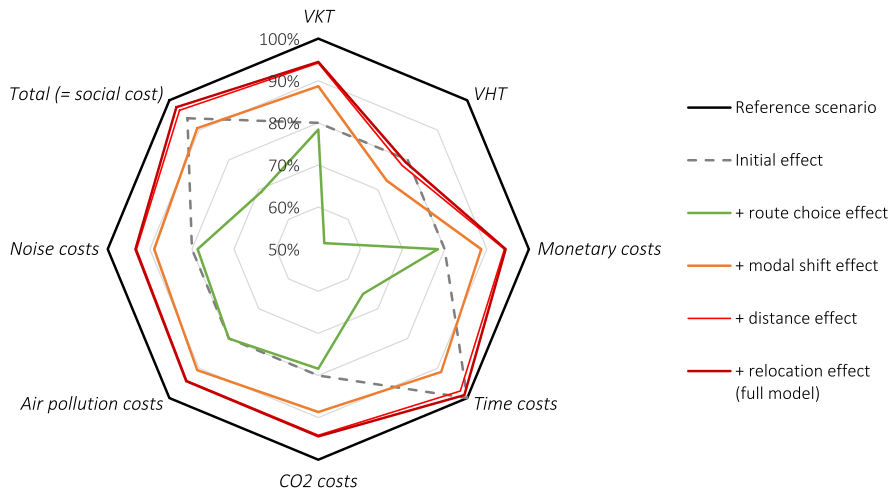 VKT
100%
90%
80%
70%
60%
50%
VHT
Monetary costs
Time costs
CO2 costs
Air pollution costs
Noise costs
Total (= social cost)
Reference scenario
Initial effect
+ route choice effect
+ modal shift effect
+ distance effect
+ relocation effect
(full model)